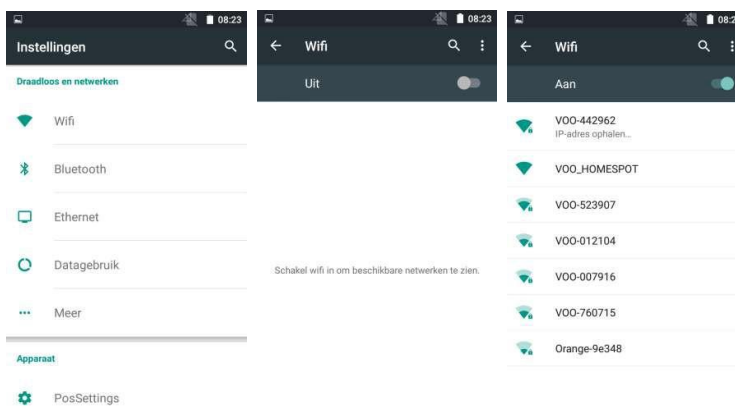 08:23
Instellingen
Draadloos en netwerken
Wifi
Bluetooth
Ethernet
Datagebruik
Meer
Apparaat
PosSettings
08:23
Wifi
Uit
Schakel wifi in om beschikbare netwerken te zien.
08:2
Wifi
Aan
VOO-442962
IP-adres ophalen...
VOO_HOMESPOT
VOO-523907
VOO-012104
VOO-007916
VOO-760715
Orange-9e348